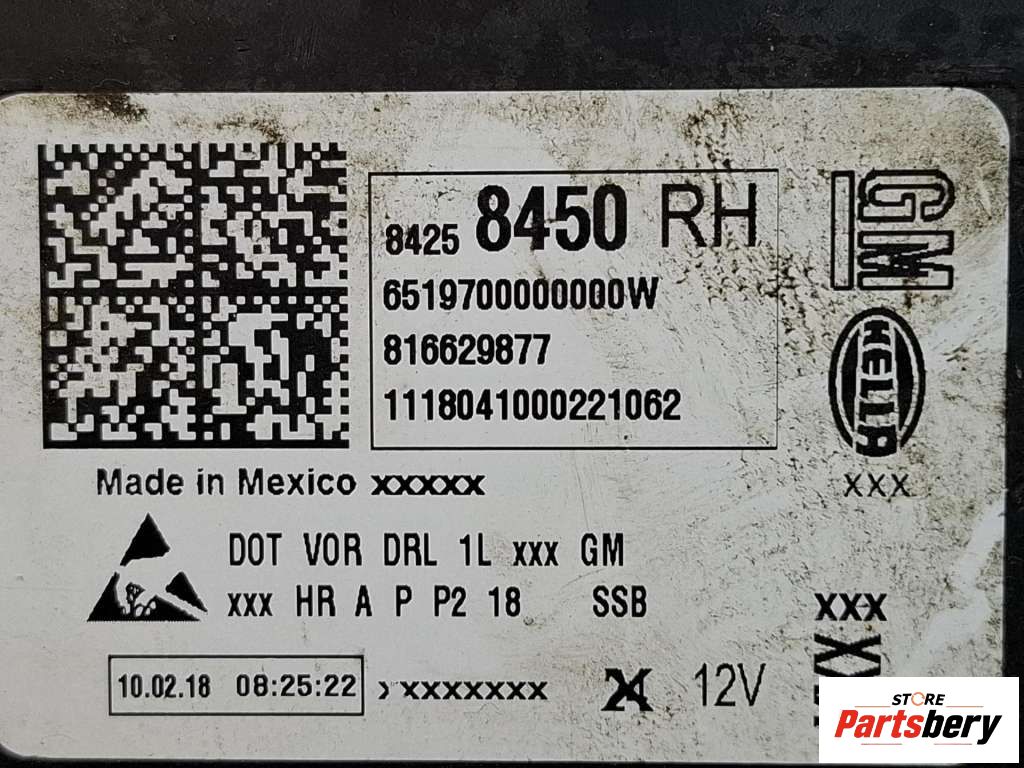 8425 8450 RH
6519700000000W
816629877
1118041000221062
GM
HELLA
xxx
Made in Mexico xxxxx
DOT VOR DRL 1L xxx GM
xxx HR A P P2 18 SSB
xxx
10.02.18 08:25:22
xxxxxxx
12V
STORE
Partsbery